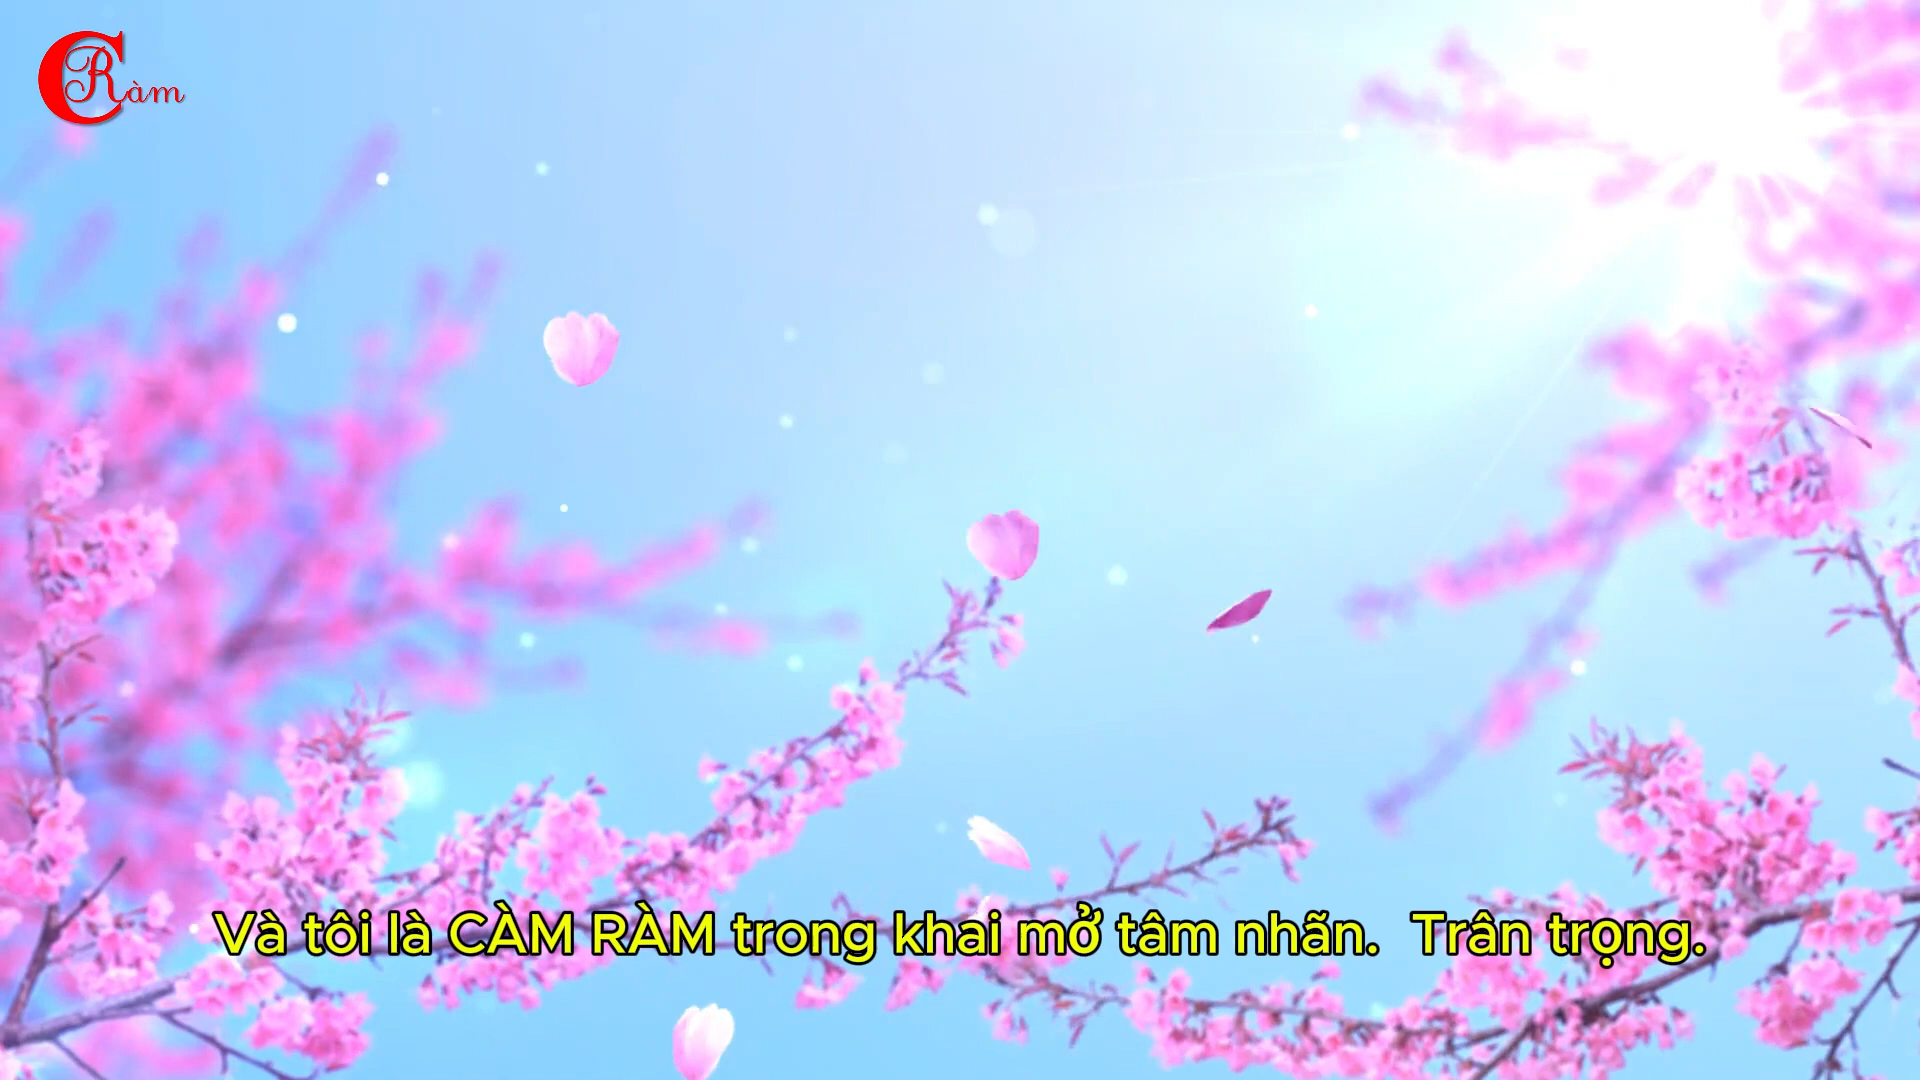 CRàm
Và tôi là CÀM RÀM trong khai mở tâm nhãn. Trân trọng.